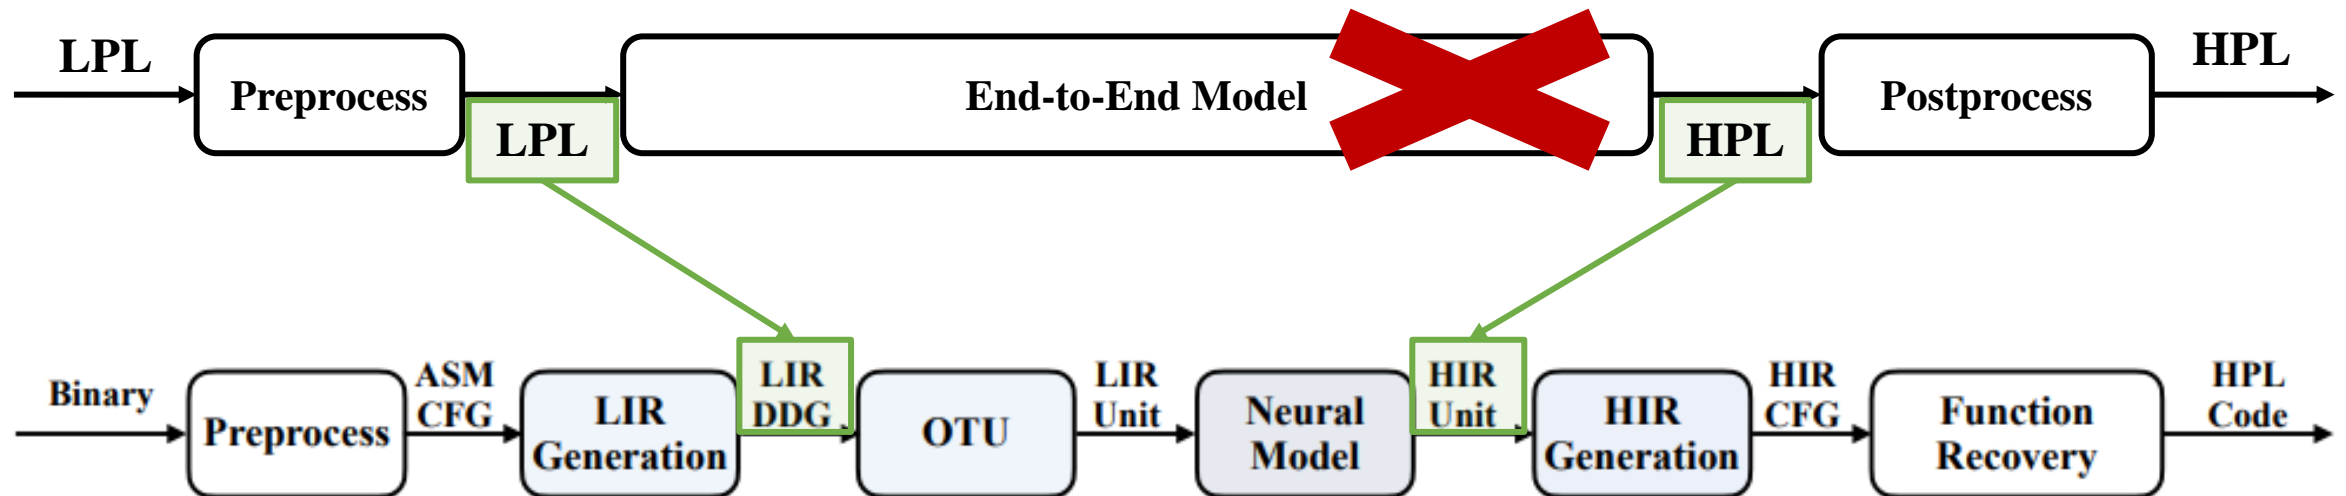 LPL
Preprocess
LPL
End-to-End Model
HPL
Postprocess
HPL
Binary
Preprocess
ASM
CFG
LIR
Generation
LIR
DDG
OTU
LIR
Unit
Neural
Model
HIR
Unit
HIR
Generation
HIR
CFG
Function
Recovery
HPL
Code